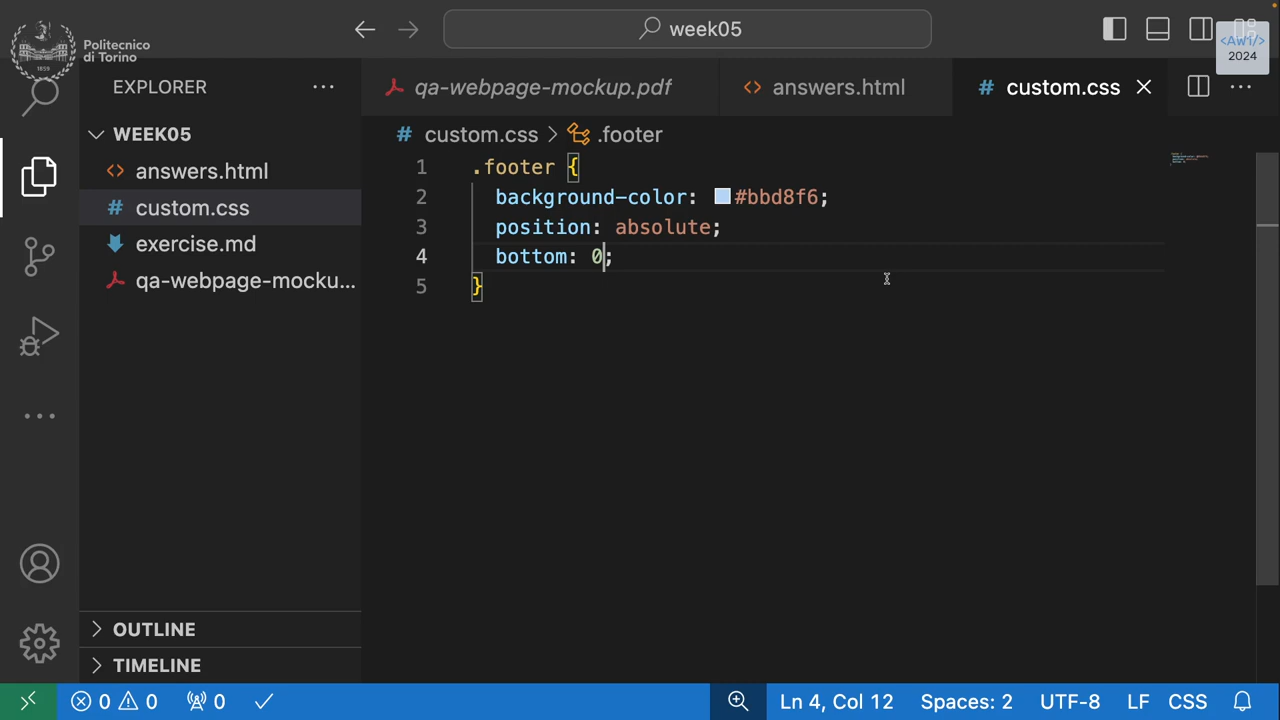 week05
Politecnico
di Torino
1859
<Aw1/>
2024
EXPLORER
qa-webpage-mockup.pdf
answers.html
custom.css
WEEK05
answers.html
custom.css
exercise.md
qa-webpage-mocku...
OUTLINE
TIMELINE
custom.css > .footer
1 .footer {
2 background-color: #bbd8f6;
3 position: absolute;
4 bottom: 0;
5 }
0 0 0 Ln 4, Col 12 Spaces: 2 UTF-8 LF CSS